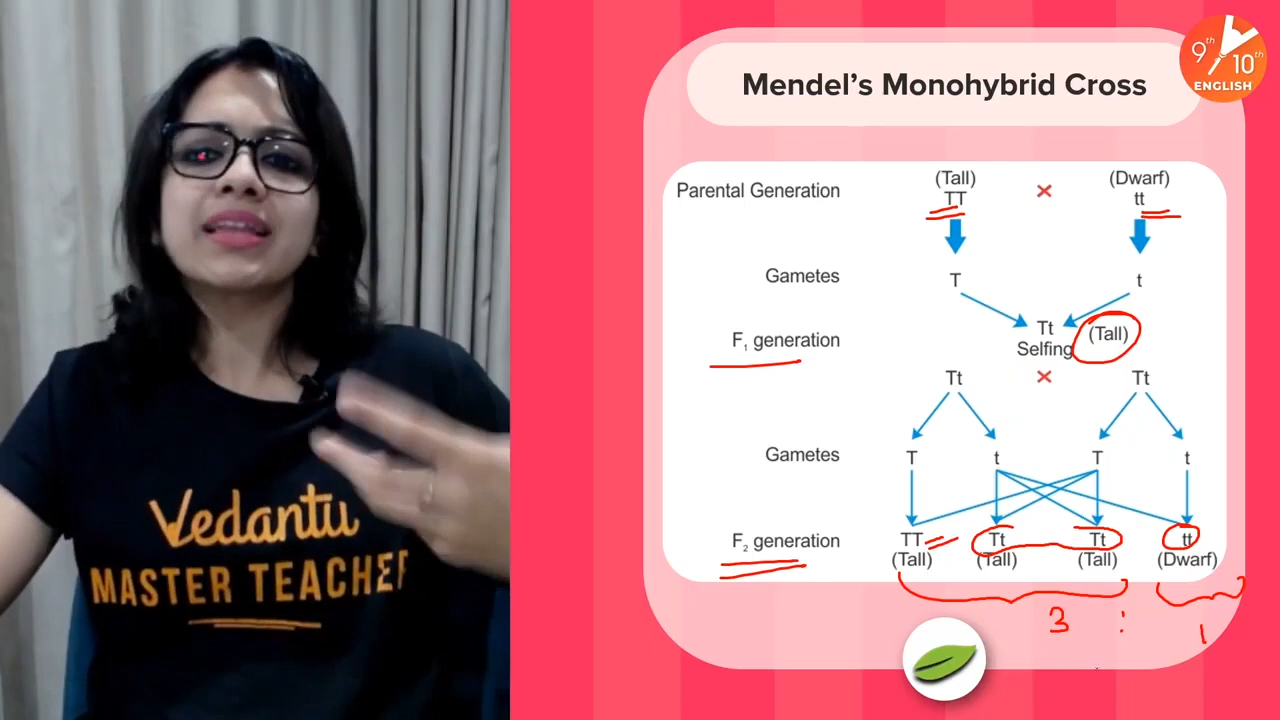 Vedantu
MASTER TEACHER
9th 10th
ENGLISH
Mendel's Monohybrid Cross
Parental Generation (Tall) × (Dwarf)
TT tt
Gametes T t
F₁ generation Tt (Tall)
Selfing
Tt × Tt
Gametes T t T t
F₂ generation TT Tt Tt tt
(Tall) (Tall) (Tall) (Dwarf)
3 : 1